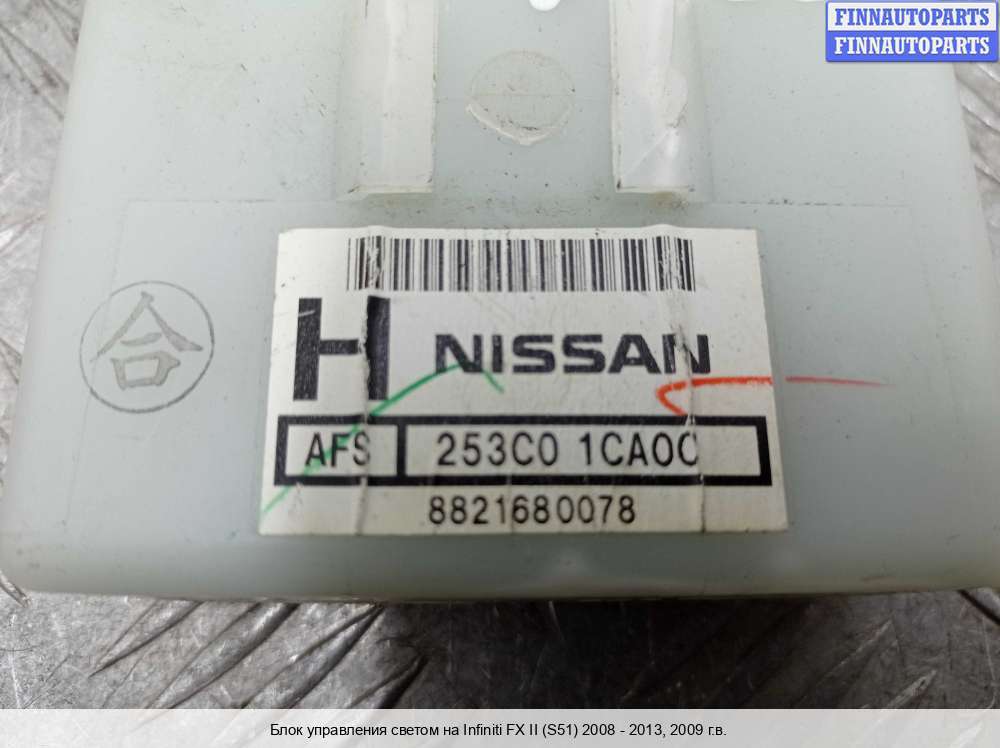 FINNAUTOPARTS
FINNAUTOPARTS
H NISSAN
合
AFS 253C0 1CA0C
8821680078
Блок управления светом на Infiniti FX II (S51) 2008 - 2013, 2009 г.в.